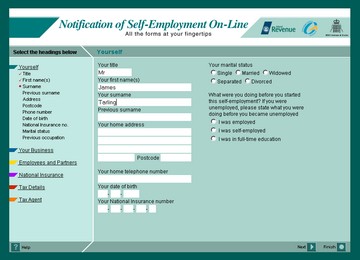 Notification of Self-Employment On-Line
All the forms at your fingertips
Revenue
Select the headings below
Yourself
Yourself
Title
First name(s)
Surname
Previous surname
Address
Postcode
Phone number
Date of birth
National Insurance no.
Marital status
Previous occupation
Your Business
Employees and Partners
National Insurance
Tax Details
Tax Agent
Your title
Mr
Your first name(s)
James
Your surname
Tarling
Previous surname
Your home address
Postcode
Your home telephone number
Your date of birth
Your National Insurance number
Your marital status
Single Married Widowed
Separated Divorced
What were you doing before you started
this self-employment? If you were
unemployed, please state what you were
doing before you became unemployed
I was employed
I was self-employed
I was in full-time education
? Help
Next
Finish